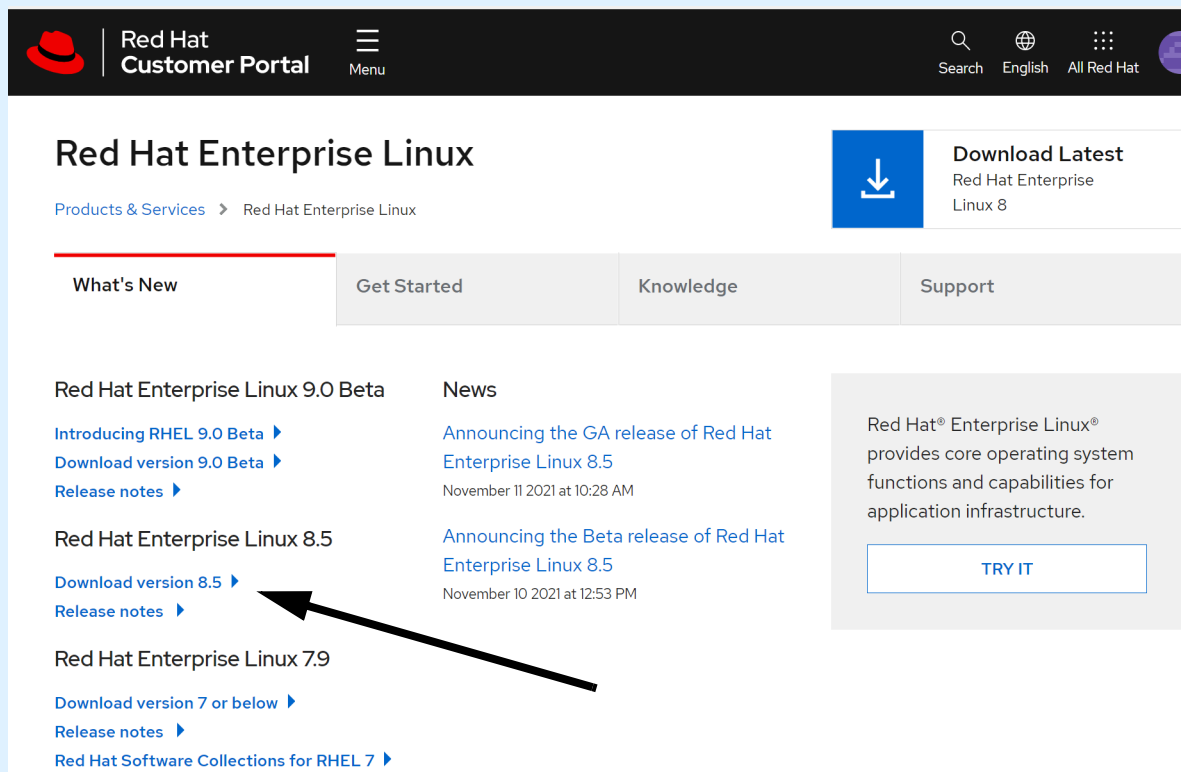 Red Hat
Customer Portal
Menu
Search
English
All Red Hat
Red Hat Enterprise Linux
Products & Services
Red Hat Enterprise Linux
Download Latest
Red Hat Enterprise
Linux 8
What's New
Get Started
Knowledge
Support
Red Hat Enterprise Linux 9.0 Beta
Introducing RHEL 9.0 Beta
Download version 9.0 Beta
Release notes
Red Hat Enterprise Linux 8.5
Download version 8.5
Release notes
Red Hat Enterprise Linux 7.9
Download version 7 or below
Release notes
Red Hat Software Collections for RHEL 7
News
Announcing the GA release of Red Hat
Enterprise Linux 8.5
November 11 2021 at 10:28 AM
Announcing the Beta release of Red Hat
Enterprise Linux 8.5
November 10 2021 at 12:53 PM
Red Hat® Enterprise Linux®
provides core operating system
functions and capabilities for
application infrastructure.
TRY IT